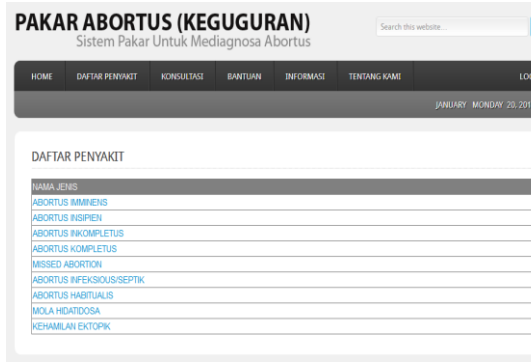 PAKAR ABORTUS (KEGUGURAN)
Sistem Pakar Untuk Mediagnosa Abortus
Search this website...
HOME DAFTAR PENYAKIT KONSULTASI BANTUAN INFORMASI TENTANG KAMI LO
JANUARY MONDAY 20, 201
DAFTAR PENYAKIT
NAMA JENIS
ABORTUS IMMINENS
ABORTUS INSIPIEN
ABORTUS INKOMPLETUS
ABORTUS KOMPLETUS
MISSED ABORTION
ABORTUS INFEKSIOUS/SEPTIK
ABORTUS HABITUALIS
MOLA HIDATIDOSA
KEHAMILAN EKTOPIK